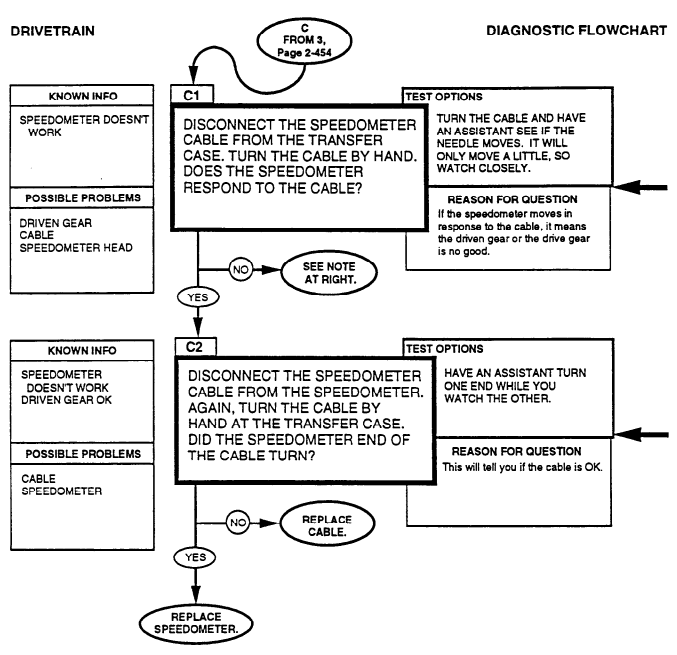 DRIVETRAIN
C
FROM 3,
Page 2-454
DIAGNOSTIC FLOWCHART
KNOWN INFO
SPEEDOMETER DOESN'T
WORK
POSSIBLE PROBLEMS
DRIVEN GEAR
CABLE
SPEEDOMETER HEAD
C1
DISCONNECT THE SPEEDOMETER
CABLE FROM THE TRANSFER
CASE. TURN THE CABLE BY HAND.
DOES THE SPEEDOMETER
RESPOND TO THE CABLE?
TEST OPTIONS
TURN THE CABLE AND HAVE
AN ASSISTANT SEE IF THE
NEEDLE MOVES. IT WILL
ONLY MOVE A LITTLE, SO
WATCH CLOSELY.
REASON FOR QUESTION
If the speedometer moves in
response to the cable, it means
the driven gear or the drive gear
is no good.
NO
SEE NOTE
AT RIGHT.
YES
KNOWN INFO
SPEEDOMETER
DOESN'T WORK
DRIVEN GEAR OK
POSSIBLE PROBLEMS
CABLE
SPEEDOMETER
C2
DISCONNECT THE SPEEDOMETER
CABLE FROM THE SPEEDOMETER.
AGAIN, TURN THE CABLE BY
HAND AT THE TRANSFER CASE.
DID THE SPEEDOMETER END OF
THE CABLE TURN?
TEST OPTIONS
HAVE AN ASSISTANT TURN
ONE END WHILE YOU
WATCH THE OTHER.
REASON FOR QUESTION
This will tell you if the cable is OK.
NO
REPLACE
CABLE.
YES
REPLACE
SPEEDOMETER.